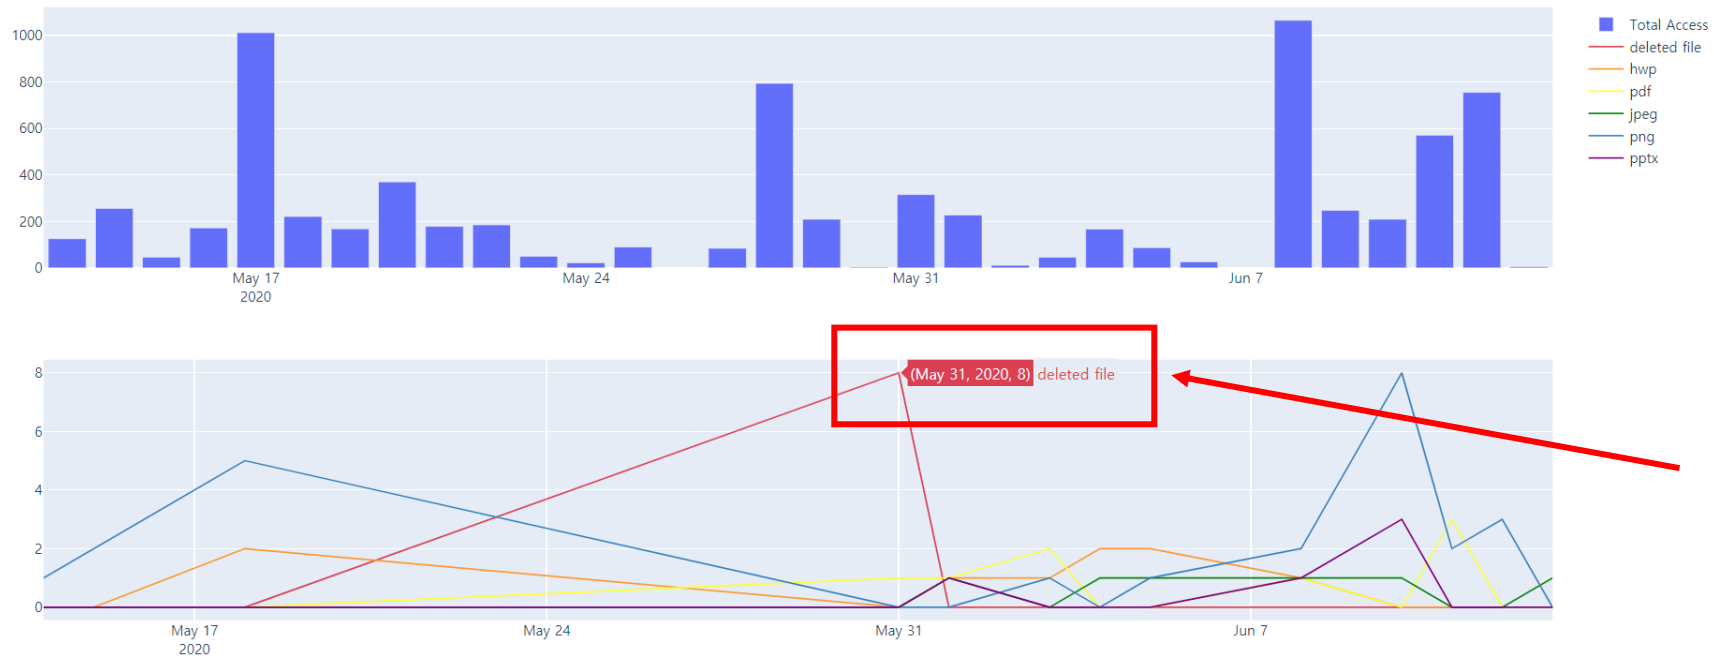 1000
800
600
400
200
0
May 17
2020
May 24
May 31
Jun 7
Total Access
deleted file
hwp
pdf
jpeg
png
pptx
8
6
4
2
0
(May 31, 2020, 8) deleted file
May 17
2020
May 24
May 31
Jun 7